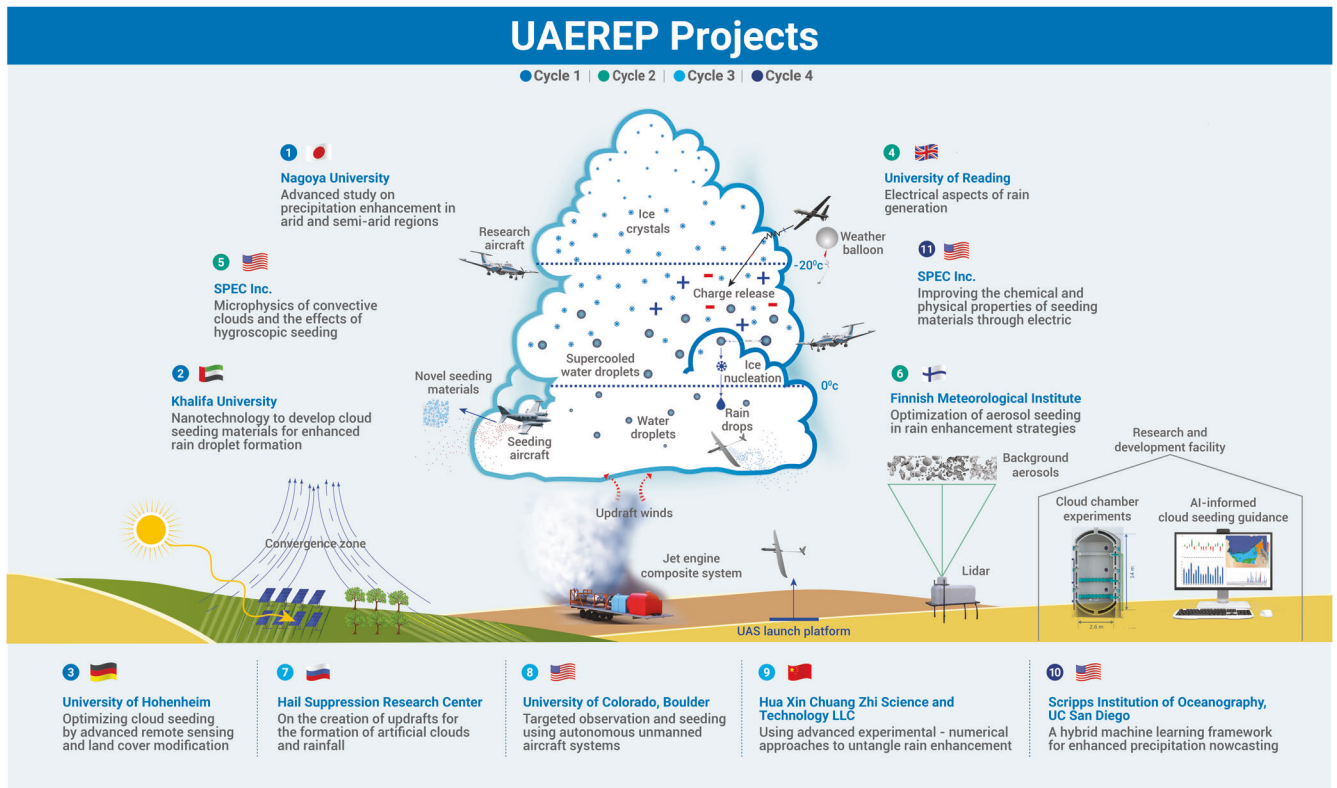 UAEREP Projects
Cycle 1 | Cycle 2 | Cycle 3 | Cycle 4
1
Nagoya University
Advanced study on
precipitation enhancement in
arid and semi-arid regions
5
SPEC Inc.
Microphysics of convective
clouds and the effects of
hygroscopic seeding
2
Khalifa University
Nanotechnology to develop cloud
seeding materials for enhanced
rain droplet formation
4
University of Reading
Electrical aspects of rain
generation
11
SPEC Inc.
Improving the chemical and
physical properties of seeding
materials through electric
6
Finnish Meteorological Institute
Optimization of aerosol seeding
in rain enhancement strategies
Research
aircraft
Ice
crystals
Weather
balloon
-20⁰c
+
-
Charge release
+
-
-
+
+
Supercooled
water droplets
Ice
nucleation
0⁰c
Novel seeding
materials
Seeding
aircraft
Water
droplets
Rain
drops
Updraft winds
Convergence zone
Jet engine
composite system
UAS launch platform
Background
aerosols
Lidar
Research and
development facility
Cloud chamber
experiments
14 m
2.6 m
AI-informed
cloud seeding guidance
3
University of Hohenheim
Optimizing cloud seeding
by advanced remote sensing
and land cover modification
7
Hail Suppression Research Center
On the creation of updrafts for
the formation of artificial clouds
and rainfall
8
University of Colorado, Boulder
Targeted observation and seeding
using autonomous unmanned
aircraft systems
9
Hua Xin Chuang Zhi Science and
Technology LLC
Using advanced experimental - numerical
approaches to untangle rain enhancement
10
Scripps Institution of Oceanography,
UC San Diego
A hybrid machine learning framework
for enhanced precipitation nowcasting